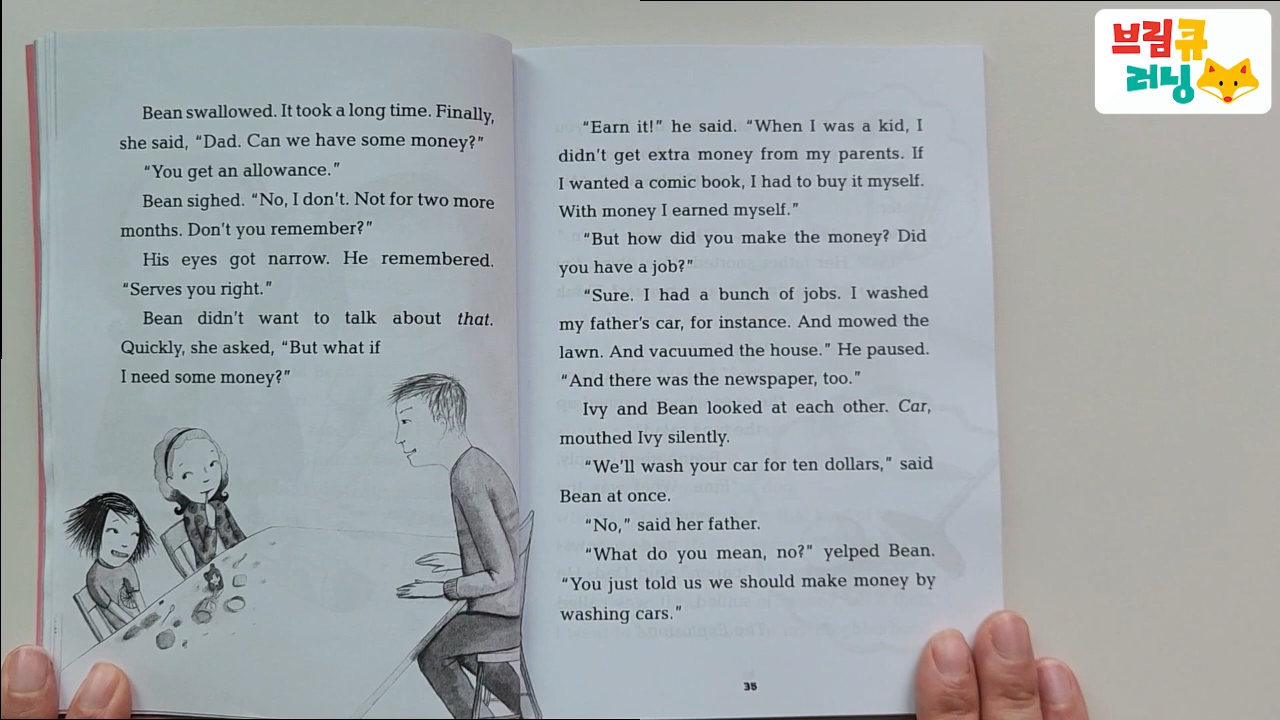 브림큐
러닝
Bean swallowed. It took a long time. Finally,
she said, “Dad. Can we have some money?”
“You get an allowance.”
Bean sighed. “No, I don’t. Not for two more
months. Don’t you remember?”
His eyes got narrow. He remembered.
“Serves you right.”
Bean didn’t want to talk about that.
Quickly, she asked, “But what if
I need some money?”
“Earn it!” he said. “When I was a kid, I
didn’t get extra money from my parents. If
I wanted a comic book, I had to buy it myself.
With money I earned myself.”
“But how did you make the money? Did
you have a job?”
“Sure. I had a bunch of jobs. I washed
my father’s car, for instance. And mowed the
lawn. And vacuumed the house.” He paused.
“And there was the newspaper, too.”
Ivy and Bean looked at each other. Car,
mouthed Ivy silently.
“We’ll wash your car for ten dollars,” said
Bean at once.
“No,” said her father.
“What do you mean, no?” yelped Bean.
“You just told us we should make money by
washing cars.”
35